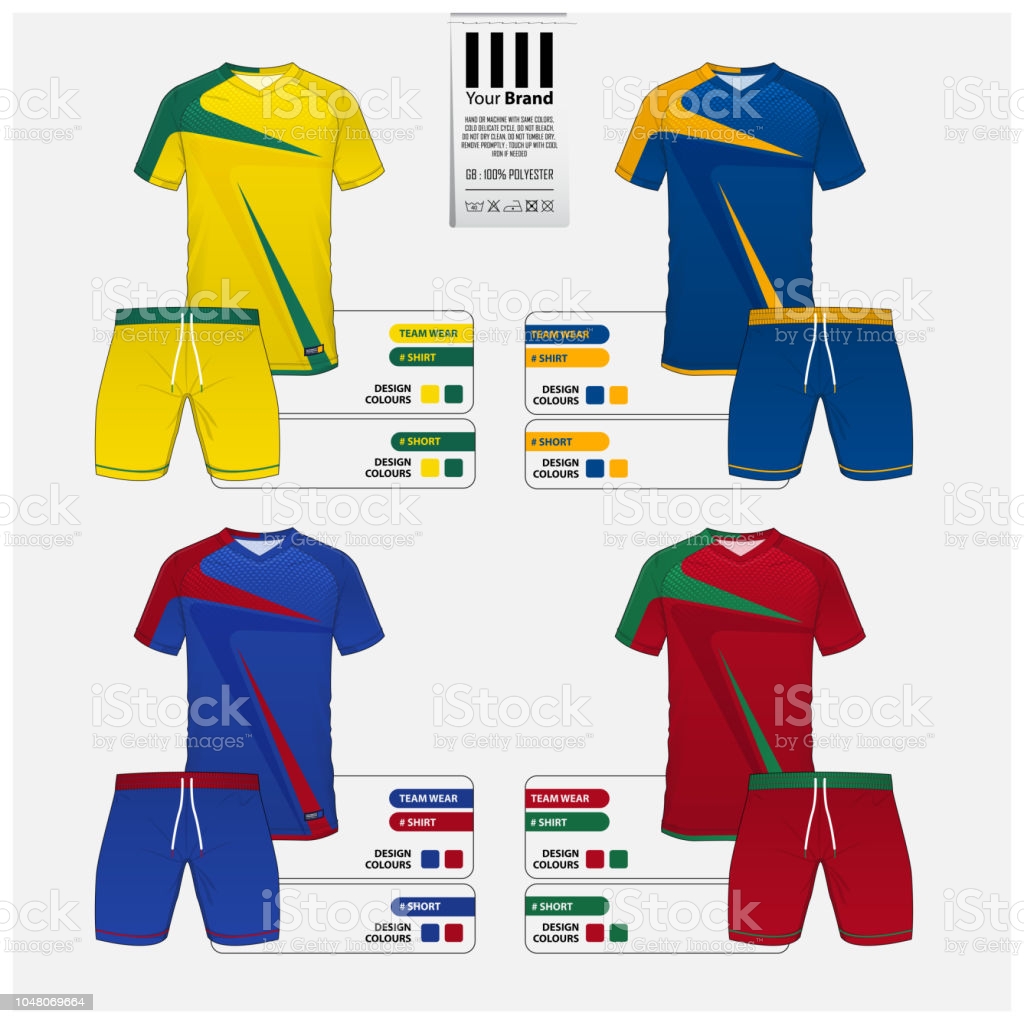 Your Brand
HAND OR MACHINE WITH SAME COLORS,
COLD DELICATE CYCLE, DO NOT BLEACH,
DO NOT DRY CLEAN, DO NOT TUMBLE DRY,
REMOVE PROMPTLY : TOUCH UP WITH COOL
IRON IF NEEDED
GB : 100% POLYESTER
40
TEAM WEAR
# SHIRT
DESIGN
COLOURS
# SHORT
DESIGN
COLOURS
TEAM WEAR
# SHIRT
DESIGN
COLOURS
# SHORT
DESIGN
COLOURS
TEAM WEAR
# SHIRT
DESIGN
COLOURS
# SHORT
DESIGN
COLOURS
TEAM WEAR
# SHIRT
DESIGN
COLOURS
# SHORT
DESIGN
COLOURS
iStock
by Getty Images™
1048069664